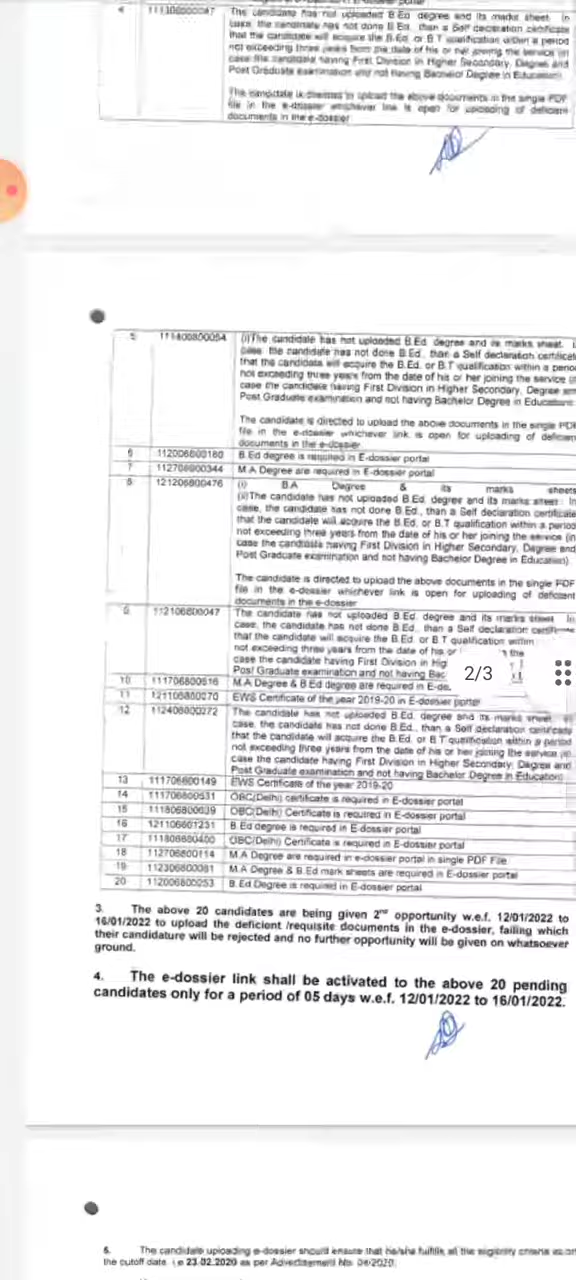 4 The candidate has not uploaded B.Ed degree and its marks sheet. In
case, the candidate has not done B.Ed. than a Self declaration certificate
that the candidate will acquire the B.Ed. or B.T qualification within a period
not exceeding three years from the date of his or her joining the service (in
case the candidate having First Division in Higher Secondary, Degree and
Post Graduate examination and not having Bachelor Degree in Education)
The candidate is directed to upload the above documents in the single PDF
file in the e-dossier whichever link is open for uploading of deficient
documents in the e-dossier
5 111400800054 (i)The candidate has not uploaded B.Ed. degree and its marks sheet.
case, the candidate has not done B.Ed., than a Self declaration certificat
that the candidate will acquire the B.Ed. or B.T qualification within a perio
not exceeding three years from the date of his or her joining the service (i
case the candidate having First Division in Higher Secondary, Degree
Post Graduate examination and not having Bachelor Degree in Education
The candidate is directed to upload the above documents in the single PDF
file in the e-dossier whichever link is open for uploading of deficien
documents in the e-dossier
6 112006800180 B.Ed degree is required in E-dossier portal
7 112706800344 M.A Degree are required in E-dossier portal
8 121206800476 (i) B.A Degree & its marks sheets
(ii)The candidate has not uploaded B.Ed. degree and its marks sheet. In
case, the candidate has not done B.Ed., than a Self declaration certificate
that the candidate will acquire the B.Ed. or B.T qualification within a period
not exceeding three years from the date of his or her joining the service (in
case the candidate having First Division in Higher Secondary, Degree and
Post Graduate examination and not having Bachelor Degree in Education)
The candidate is directed to upload the above documents in the single PDF
file in the e-dossier whichever link is open for uploading of deficient
documents in the e-dossier
9 112106800047 The candidate has not uploaded B.Ed. degree and its marks sheet. In
case, the candidate has not done B.Ed., than a Self declaration
that the candidate will acquire the B.Ed. or B.T qualification within
not exceeding three years from the date of his or the
case the candidate having First Division in Hig
Post Graduate examination and not having Bac
2/3
10 111706800516 M.A Degree & B.Ed degree are required in E-do
11 121106800070 EWS Certificate of the year 2019-20 in E-dossier portal
12 112406800272 The candidate has not uploaded B.Ed. degree and its marks sheet. In
case, the candidate has not done B.Ed., than a Self declaration certificate
that the candidate will acquire the B.Ed. or B.T qualification within a period
not exceeding three years from the date of his or her joining the service (in
case the candidate having First Division in Higher Secondary, Degree and
Post Graduate examination and not having Bachelor Degree in Education)
13 111706800149 EWS Certificate of the year 2019-20
14 111706800531 OBC(Delhi) certificate is required in E-dossier portal
15 111806800639 OBC(Delhi) Certificate is required in E-dossier portal
16 121106601231 B.Ed degree is required in E-dossier portal
17 111806800400 OBC(Delhi) Certificate is required in E-dossier portal
18 112706800114 M.A Degree are required in e-dossier portal in single PDF File
19 112306800081 M.A Degree & B.Ed mark sheets are required in E-dossier portal
20 112006800253 B.Ed Degree is required in E-dossier portal
3. The above 20 candidates are being given 2nd opportunity w.e.f. 12/01/2022 to
16/01/2022 to upload the deficient /requisite documents in the e-dossier, failing which
their candidature will be rejected and no further opportunity will be given on whatsoever
ground.
4. The e-dossier link shall be activated to the above 20 pending
candidates only for a period of 05 days w.e.f. 12/01/2022 to 16/01/2022.
The candidate uploading e-dossier should ensure that he/she fulfills all the eligibility criteria as on
the cutoff date i.e 23.02.2020 as per Advertisement No. 04/2020.